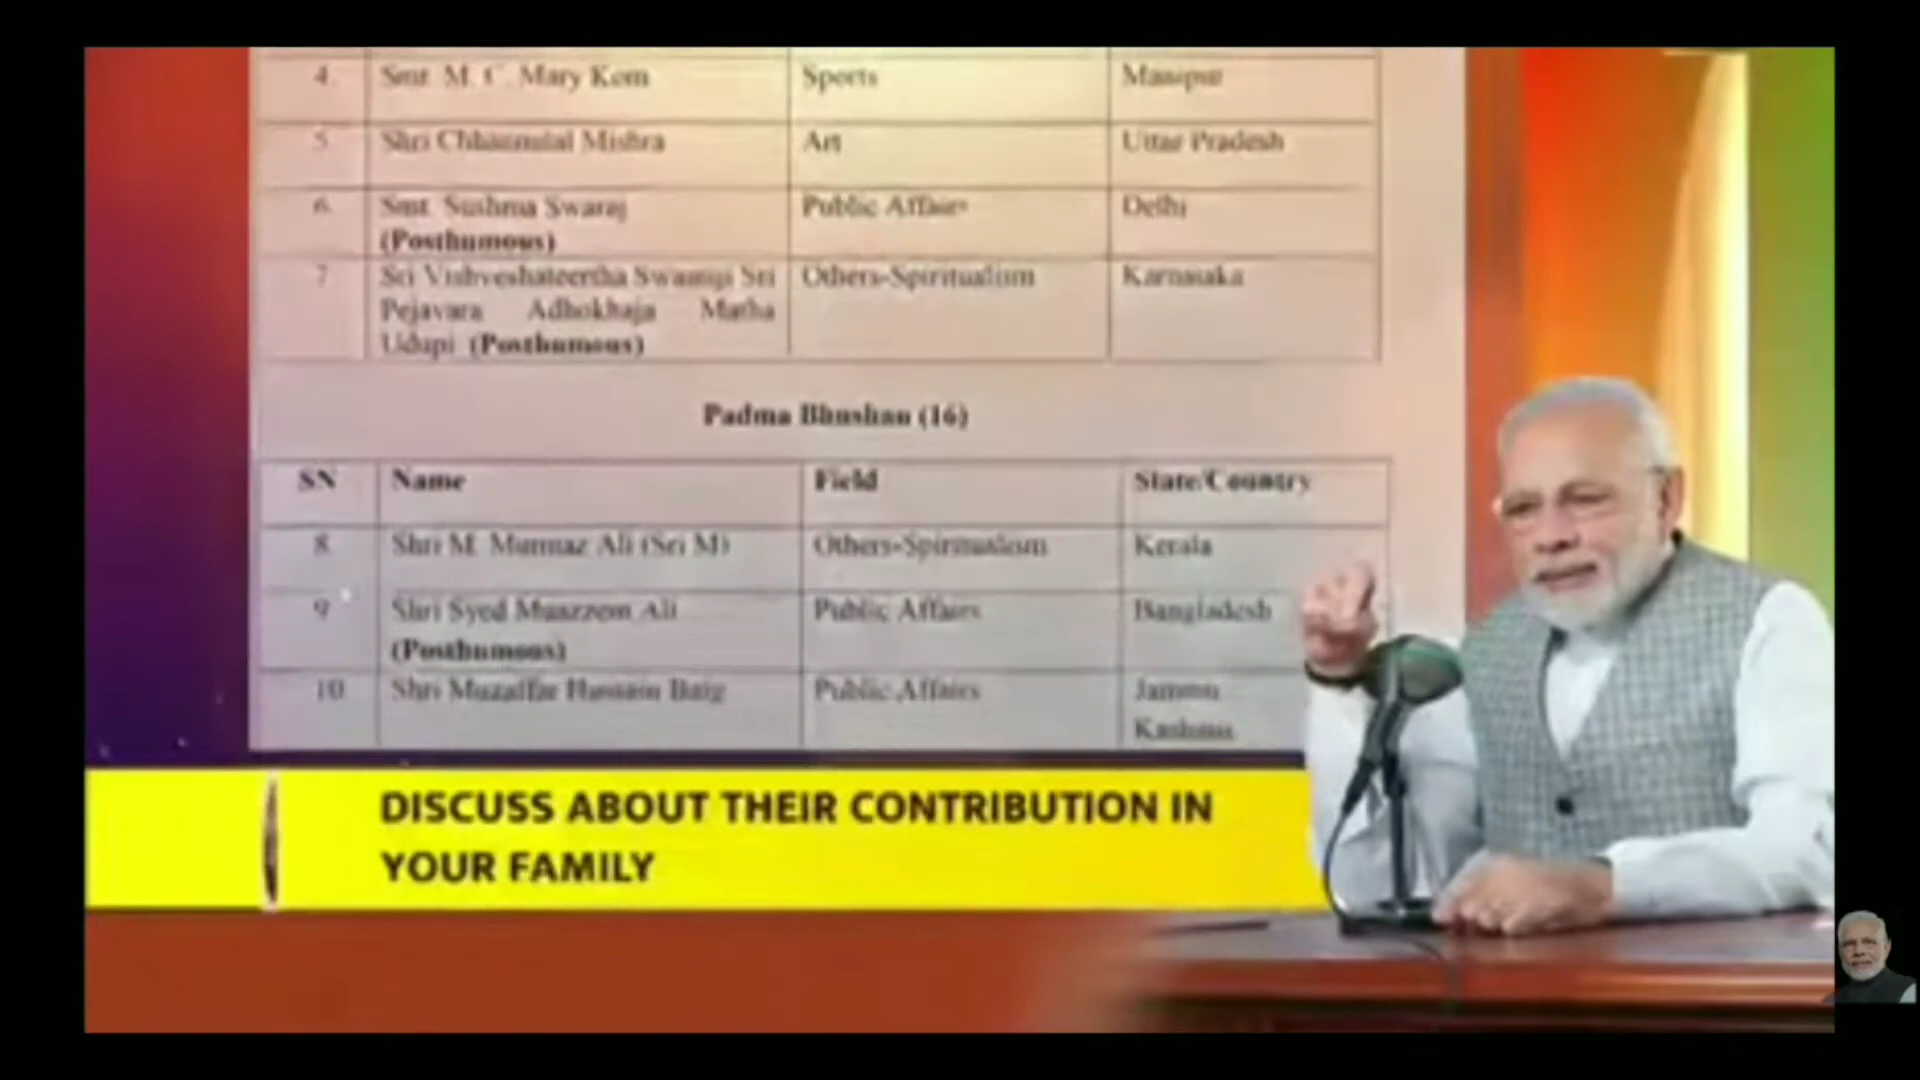 4. Smt. M. C. Mary Kom Sports Manipur
5. Shri Chhannulal Mishra Art Uttar Pradesh
6. Smt. Sushma Swaraj Public Affairs Delhi
(Posthumous)
7. Sri Vishveshateertha Swamiji Sri Others-Spiritualism Karnataka
Pejavara Adhokhaja Matha
Udupi (Posthumous)
Padma Bhushan (16)
SN Name Field State/Country
8. Shri M. Mumtaz Ali (Sri M) Others-Spiritualism Kerala
9. Shri Syed Muazzem Ali Public Affairs Bangladesh
(Posthumous)
10. Shri Muzaffar Hussain Baig Public Affairs Jammu
Kashmir
DISCUSS ABOUT THEIR CONTRIBUTION IN
YOUR FAMILY